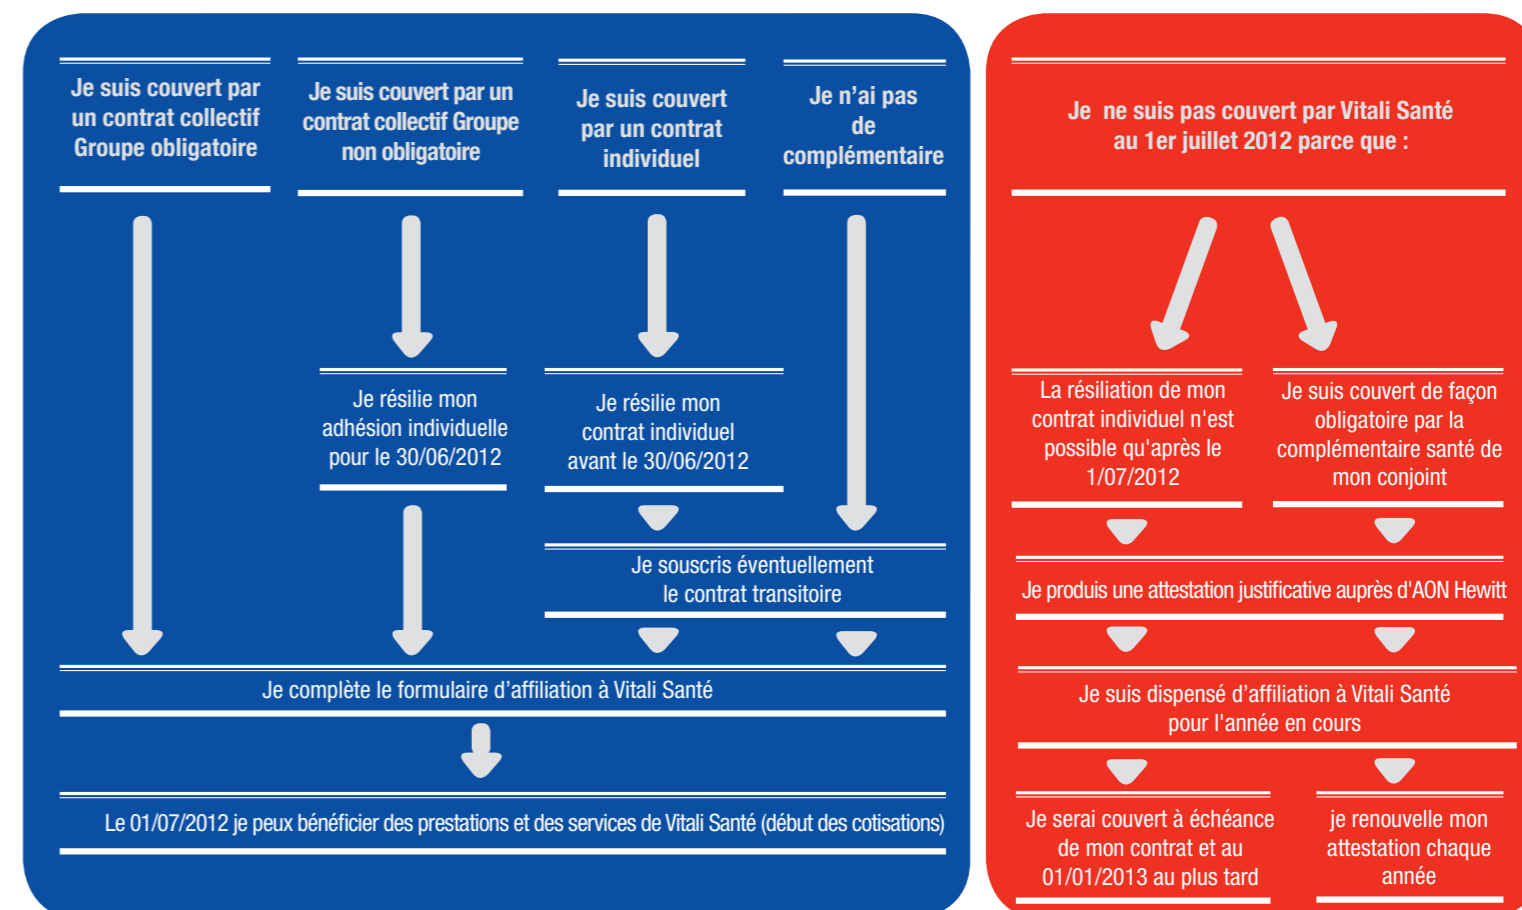 Je suis couvert par
un contrat collectif
Groupe obligatoire
Je suis couvert par un
contrat collectif Groupe
non obligatoire
Je suis couvert
par un contrat
individuel
Je n’ai pas
de
complémentaire
Je résilie mon
adhésion individuelle
pour le 30/06/2012
Je résilie mon
contrat individuel
avant le 30/06/2012
Je souscris éventuellement
le contrat transitoire
Je complète le formulaire d’affiliation à Vitali Santé
Le 01/07/2012 je peux bénéficier des prestations et des services de Vitali Santé (début des cotisations)
Je ne suis pas couvert par Vitali Santé
au 1er juillet 2012 parce que :
La résiliation de mon
contrat individuel n'est
possible qu'après le
1/07/2012
Je suis couvert de façon
obligatoire par la
complémentaire santé de
mon conjoint
Je produis une attestation justificative auprès d'AON Hewitt
Je suis dispensé d’affiliation à Vitali Santé
pour l'année en cours
Je serai couvert à échéance
de mon contrat et au
01/01/2013 au plus tard
je renouvelle mon
attestation chaque
année